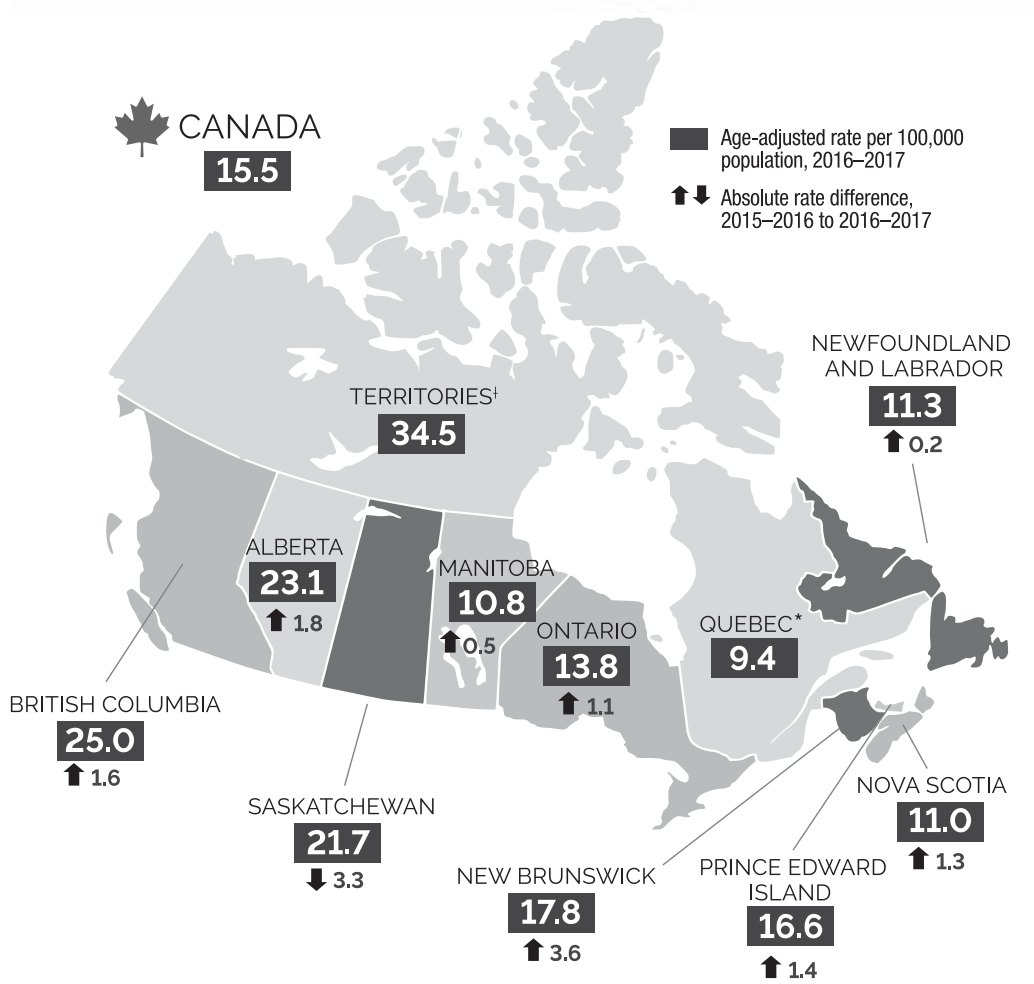 CANADA
15.5
Age-adjusted rate per 100,000
population, 2016–2017
⬆⬇ Absolute rate difference,
2015–2016 to 2016–2017
NEWFOUNDLAND
AND LABRADOR
11.3
⬆ 0.2
TERRITORIES⸸
34.5
ALBERTA
23.1
⬆ 1.8
MANITOBA
10.8
⬆ 0.5
ONTARIO
13.8
⬆ 1.1
QUEBEC*
9.4
BRITISH COLUMBIA
25.0
⬆ 1.6
SASKATCHEWAN
21.7
⬇ 3.3
NEW BRUNSWICK
17.8
⬆ 3.6
PRINCE EDWARD
ISLAND
16.6
⬆ 1.4
NOVA SCOTIA
11.0
⬆ 1.3